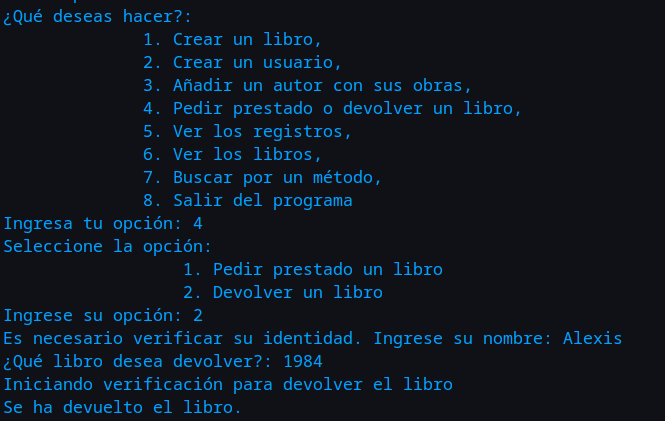 ¿Qué deseas hacer?:
1. Crear un libro,
2. Crear un usuario,
3. Añadir un autor con sus obras,
4. Pedir prestado o devolver un libro,
5. Ver los registros,
6. Ver los libros,
7. Buscar por un método,
8. Salir del programa
Ingresa tu opción: 4
Seleccione la opción:
1. Pedir prestado un libro
2. Devolver un libro
Ingrese su opción: 2
Es necesario verificar su identidad. Ingrese su nombre: Alexis
¿Qué libro desea devolver?: 1984
Iniciando verificación para devolver el libro
Se ha devuelto el libro.